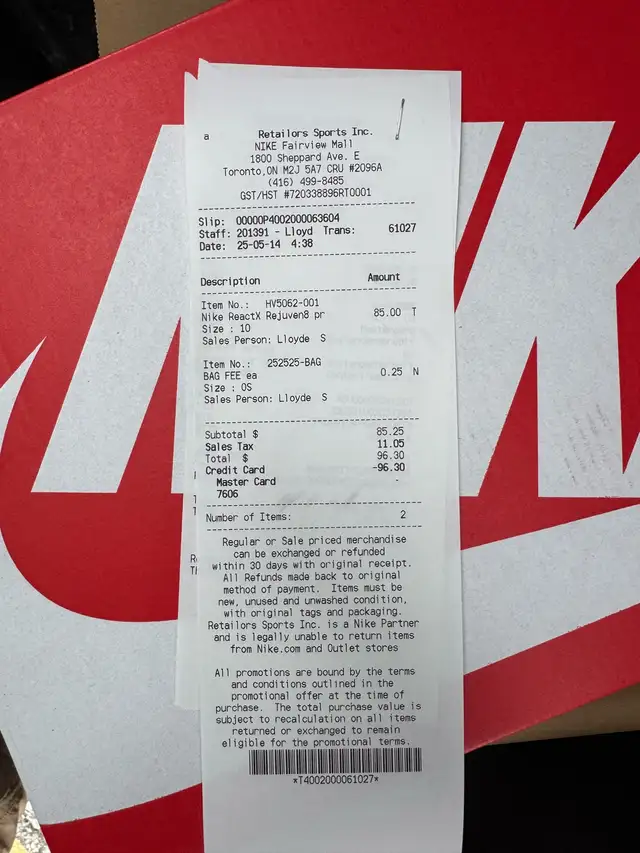 a Retailors Sports Inc.
NIKE Fairview Mall
1800 Sheppard Ave. E
Toronto,ON M2J 5A7 CRU #2096A
(416) 499-8485
GST/HST #720338896RT0001
Slip: 00000P4002000063604
Staff: 201391 - Lloyd Trans: 61027
Date: 25-05-14 4:38
Description Amount
Item No.: HV5062-001
Nike ReactX Rejuven8 pr 85.00 T
Size : 10
Sales Person: Lloyde S
Item No.: 252525-BAG
BAG FEE ea 0.25 N
Size : OS
Sales Person: Lloyde S
Subtotal $ 85.25
Sales Tax 11.05
Total $ 96.30
Credit Card -96.30
Master Card -
7606
Number of Items: 2
Regular or Sale priced merchandise
can be exchanged or refunded
within 30 days with original receipt.
All Refunds made back to original
method of payment. Items must be
new, unused and unwashed condition,
with original tags and packaging.
Retailors Sports Inc. is a Nike Partner
and is legally unable to return items
from Nike.com and Outlet stores
All promotions are bound by the terms
and conditions outlined in the
promotional offer at the time of
purchase. The total purchase value is
subject to recalculation on all items
returned or exchanged to remain
eligible for the promotional terms.
*T4002000061027*